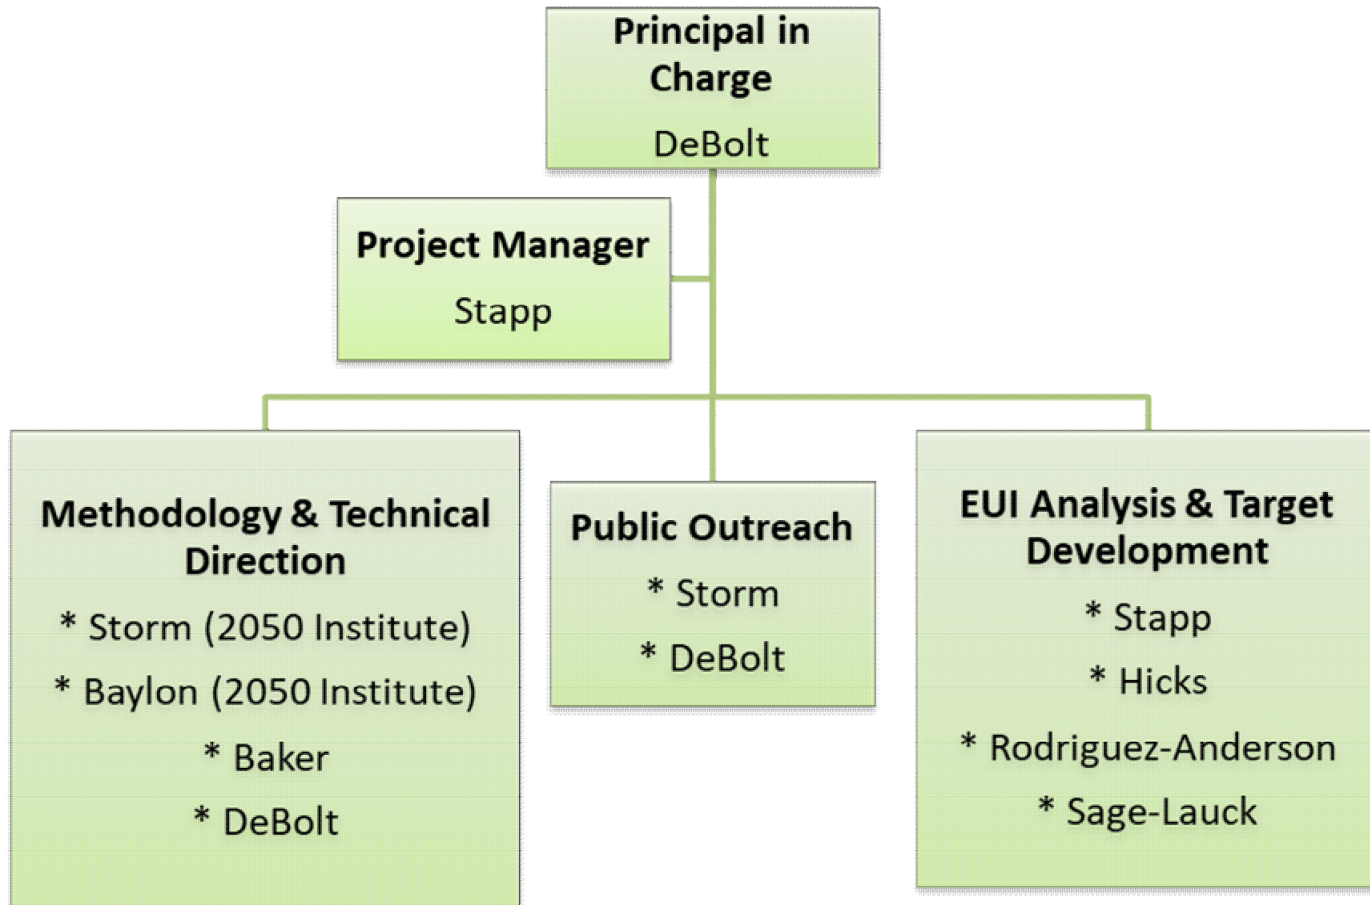 Principal in
Charge
DeBolt
Project Manager
Stapp
Methodology & Technical
Direction
* Storm (2050 Institute)
* Baylon (2050 Institute)
* Baker
* DeBolt
Public Outreach
* Storm
* DeBolt
EUI Analysis & Target
Development
* Stapp
* Hicks
* Rodriguez-Anderson
* Sage-Lauck